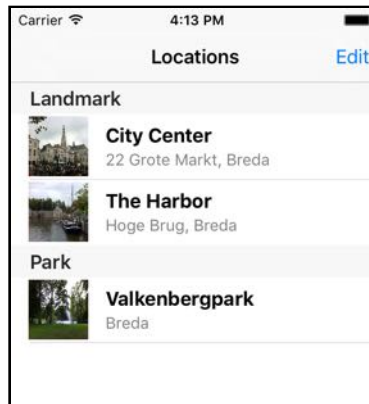 Carrier 4:13 PM
Locations Edit
Landmark
City Center
22 Grote Markt, Breda
The Harbor
Hoge Brug, Breda
Park
Valkenbergpark
Breda